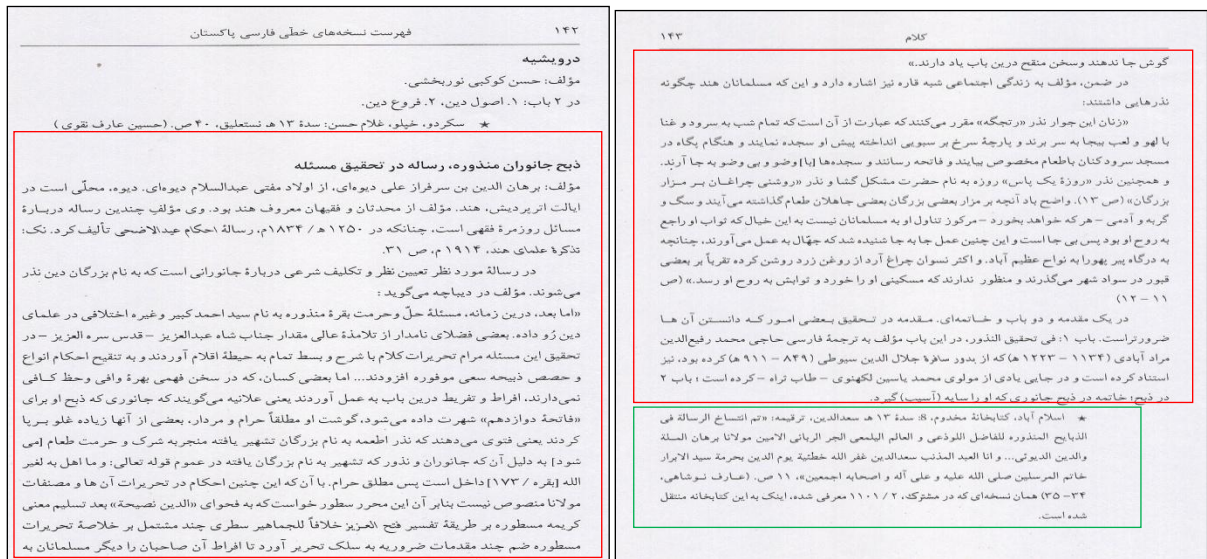 ۱۴۲
فهرست نسخه‌های خطّی فارسی پاکستان
درویشیه
مؤلف: حسن کوکبی نوربخشی.
در ۲ باب: ۱. اصول دین، ۲. فروع دین.
★ سکردو، خپلو، غلام حسن: سدهٔ ۱۳ هـ نستعلیق، ۴۰ ص. (حسین عارف نقوی)
ذبح جانوران منذوره، رساله در تحقیق مسئله
مؤلف: برهان الدین بن سرفراز علی دیوه‌ای، از اولاد مفتی عبدالسلام دیوه‌ای. دیوه، محلّی است در
ایالت اترپردیش، هند. مؤلف از محدثان و فقیهان معروف هند بود. وی مؤلفِ چندین رساله دربارهٔ
مسائل روزمرهٔ فقهی است، چنانکه در ۱۲۵۰ هـ / ۱۸۳۴م، رسالهٔ احکام عیدالاضحی تألیف کرد. نک:
تذکرهٔ علمای هند، ۱۹۱۴م، ص ۳۱.
در رسالهٔ مورد نظر تعیین نظر و تکلیف شرعی دربارهٔ جانورانی است که به نام بزرگان دین نذر
می‌شوند. مؤلف در دیباچه می‌گوید :
«اما بعد، درین زمانه، مسئلهٔ حلّ و حرمت بقرهٔ منذوره به نام سید احمد کبیر وغیره اختلافی در علمای
دین رُو داده. بعضی فضلای نامدار از تلامذهٔ عالی مقدار جناب شاه عبدالعزیز – قدس سره العزیز – در
تحقیق این مسئله مرام تحریرات کلام با شرح و بسط تمام به حیطهٔ اقلام آوردند و به تنقیح احکام انواع
و حصص ذبیحه سعی موفوره افزودند... اما بعضی کسان، که در سخن فهمی بهرهٔ وافی وحظ کافی
نمی‌دارند، افراط و تفریط درین باب به عمل آوردند یعنی علانیه می‌گویند که جانوری که ذبح او برای
«فاتحهٔ دوازدهم» شهرت داده می‌شود، گوشت او مطلقاً حرام و مردار، بعضی از آنها زیاده غلو برپا
کردند یعنی فتوی می‌دهند که نذر اطعمه به نام بزرگان تشهیر یافته منجربه شرک و حرمت طعام [می
شود] به دلیل آن که جانوران و نذور که تشهیر به نام بزرگان یافته در عموم قوله تعالی: و ما اهل به لغیر
الله [بقره / ۱۷۳] داخل است پس مطلق حرام. با آن که این چنین احکام در تحریرات آن ها و مصنفات
مولانا منصوص نیست بنابر آن این محرر سطور خواست که به فحوای «الدین نصیحة» بعد تسلیم معنی
کریمه مسطوره بر طریقهٔ تفسیر فتح العزیز خلافاً للجماهیر سطری چند مشتمل بر خلاصهٔ تحریرات
مسطوره ضم چند مقدمات ضروریه به سلک تحریر آورد تا افراط آن صاحبان را دیگر مسلمانان به
۱۴۳
کلام
گوش جا ندهند وسخن منقح درین باب یاد دارند.»
در ضمن، مؤلف به زندگی اجتماعی شبه قاره نیز اشاره دارد و این که مسلمانان هند چگونه
نذرهایی داشتند:
«زنان این جوار نذر «رتجگه» مقرر می‌کنند که عبارت از آن است که تمام شب به سرود و غنا
با لهو و لعب بیجا به سر برند و پارچهٔ سرخ بر سبویی انداخته پیش او سجده نمایند و هنگام پگاه در
مسجد سرود کنان باطعام مخصوص بیایند و فاتحه رسانند و سجده‌ها [با] وضو و بی وضو به جا آرند.
و همچنین نذر «روزهٔ یک پاس» روزه به نام حضرت مشکل گشا و نذر «روشنی چراغان بر مزار
بزرگان» (ص ۱۳). واضح باد آنچه بر مزار بعضی بزرگان بعضی جاهلان طعام گذاشته می‌آیند و سگ و
گربه و آدمی – هر که خواهد بخورد – مرکوز تناول او به مسلمانان نیست به این خیال که ثواب او راجع
به روح او بود پس بی جا است و این چنین عمل جا به جا شنیده شد که جهّال به عمل می‌آورند، چنانچه
به درگاه پیر پهورا به نواح عظیم آباد. و اکثر نسوان چراغ آرد از روغن زرد روشن کرده تقرباً بر بعضی
قبور در سواد شهر می‌گذرند و منظور ندارند که مسکینی او را خورد و ثوابش به روح او رسد.» (ص
۱۱ – ۱۲)
در یک مقدمه و دو باب و خاتمه‌ای. مقدمه در تحقیق بعضی امور که دانستن آن ها
ضرورتراست. باب ۱: فی تحقیق النذور، در این باب مؤلف به ترجمهٔ فارسی حاجی محمد رفیع‌الدین
مراد آبادی (۱۱۳۴ – ۱۲۲۳ هـ) که از بدور سافرهٔ جلال الدین سیوطی (۸۴۹ – ۹۱۱ هـ) کرده بود، نیز
استناد کرده است و در جایی یادی از مولوی محمد یاسین لکهنوی – طاب ثراه – کرده است ؛ باب ۲
در ذبح؛ خاتمه در ذبح جانوری که او را سایه (آسیب) گیرد.
★ اسلام آباد، کتابخانهٔ مخدوم، 8: سدهٔ ۱۳ هـ سعدالدین، ترقیمه: «تم انتساخ الرسالة فی
الذبایح المنذوره للفاضل اللوذعی و العالم الیلمعی الحبر الربانی الامین مولانا برهان الملة
والدین الدیوئی... و انا العبد المذنب سعدالدین غفر الله خطئیة یوم الدین بحرمة سید الابرار
خاتم المرسلین صلی الله علیه و علی آله و اصحابه اجمعین»، ۱۱ ص. (عارف نوشاهی،
۳۴–۳۵) همان نسخه‌ای که در مشترک، ۲ / ۱۱۰۱ معرفی شده، اینک به این کتابخانه منتقل
شده است.